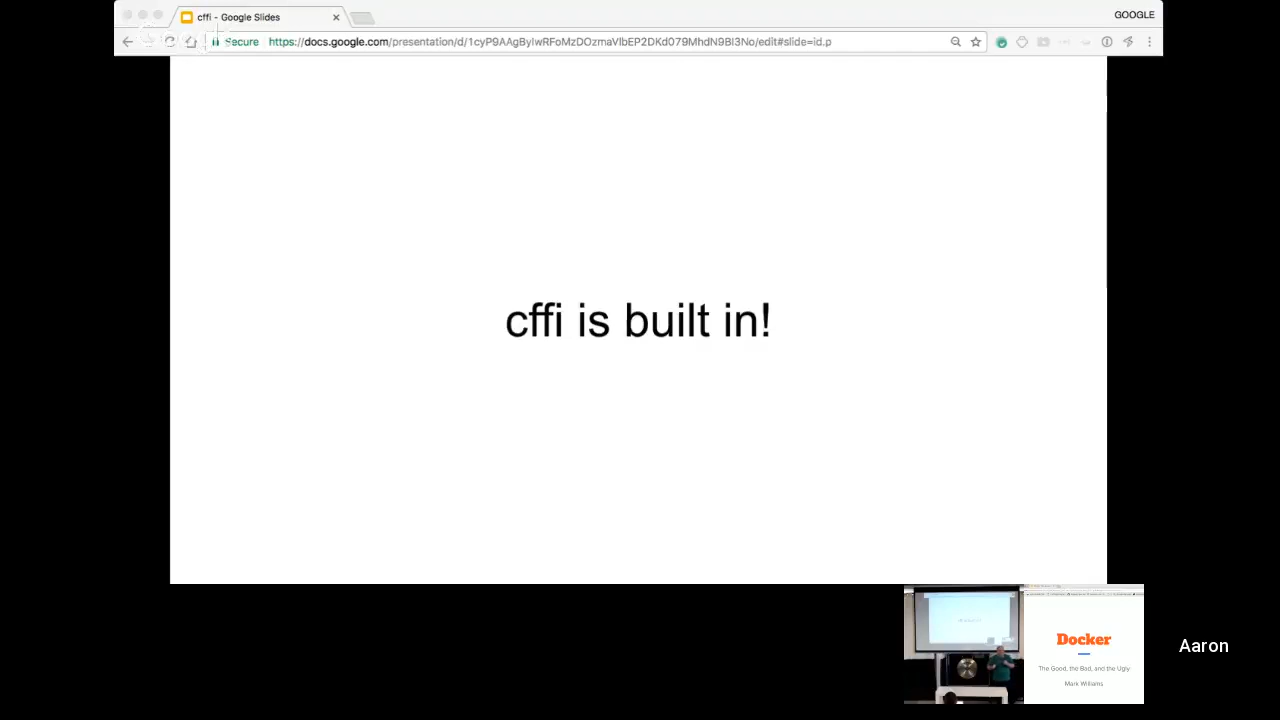 cffi - Google Slides
GOOGLE
Secure https://docs.google.com/presentation/d/1cyP9AAgByIwRFoMzDOzmaVlbEP2DKd079MhdN9Bl3No/edit#slide=id.p
cffi is built in!
Docker
The Good, the Bad, and the Ugly
Mark Williams
Aaron